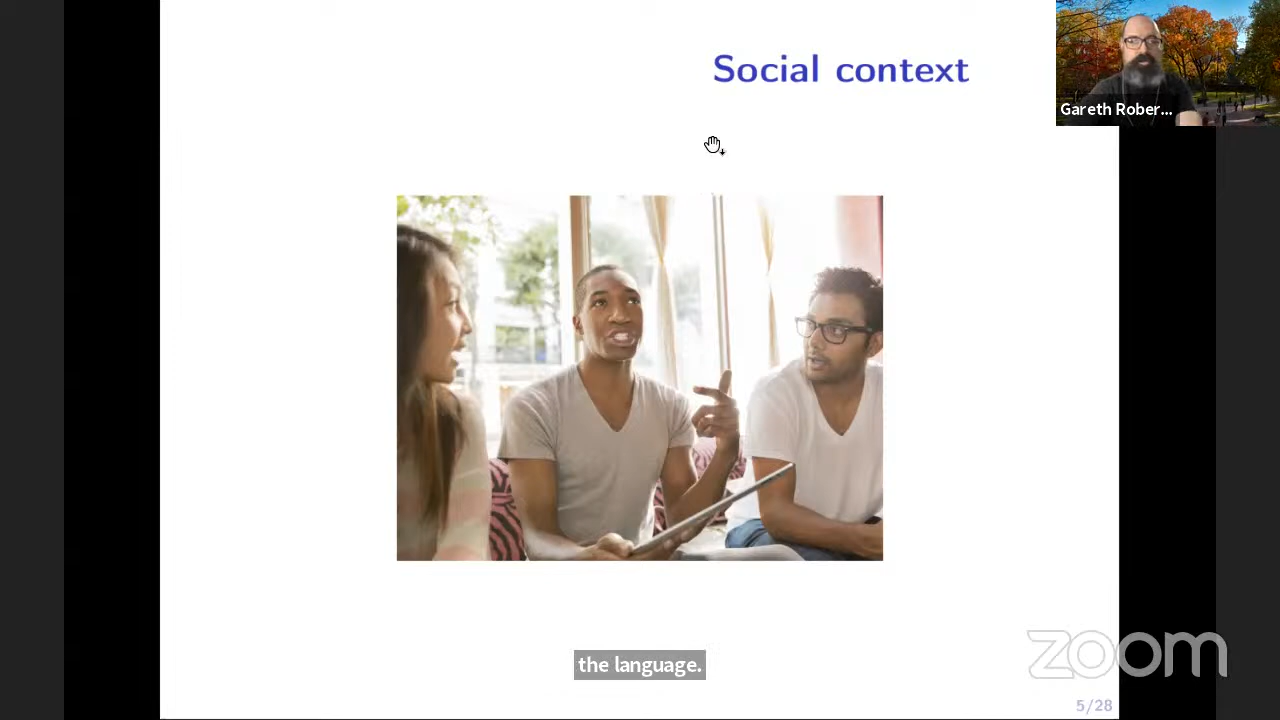 Social context
Gareth Rober...
the language.
zoom
5/28